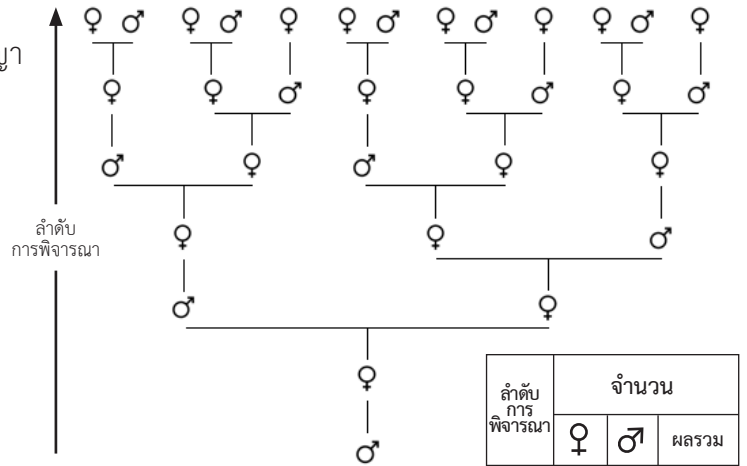 ญา
ลำดับ
การพิจารณา
ลำดับ
การ
พิจารณา
จำนวน
♀ ♂ ผลรวม